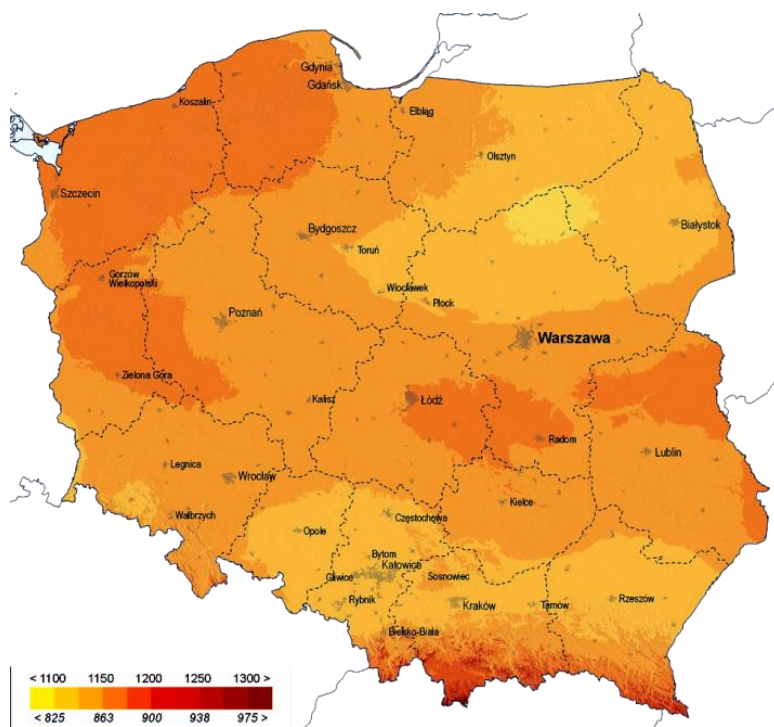 Gdynia
Gdańsk
Koszalin
Elbląg
Olsztyn
Szczecin
Białystok
Bydgoszcz
Toruń
Gorzów
Wielkopolski
Włocławek
Płock
Poznań
Warszawa
Zielona Góra
Kalisz
Łódź
Radom
Lublin
Legnica
Wrocław
Kielce
Wałbrzych
Częstochowa
Opole
Bytom
Katowice
Gliwice
Sosnowiec
Rybnik
Kraków
Tarnów
Rzeszów
Bielsko-Biała
< 1100 1150 1200 1250 1300 >
< 825 863 900 938 975 >